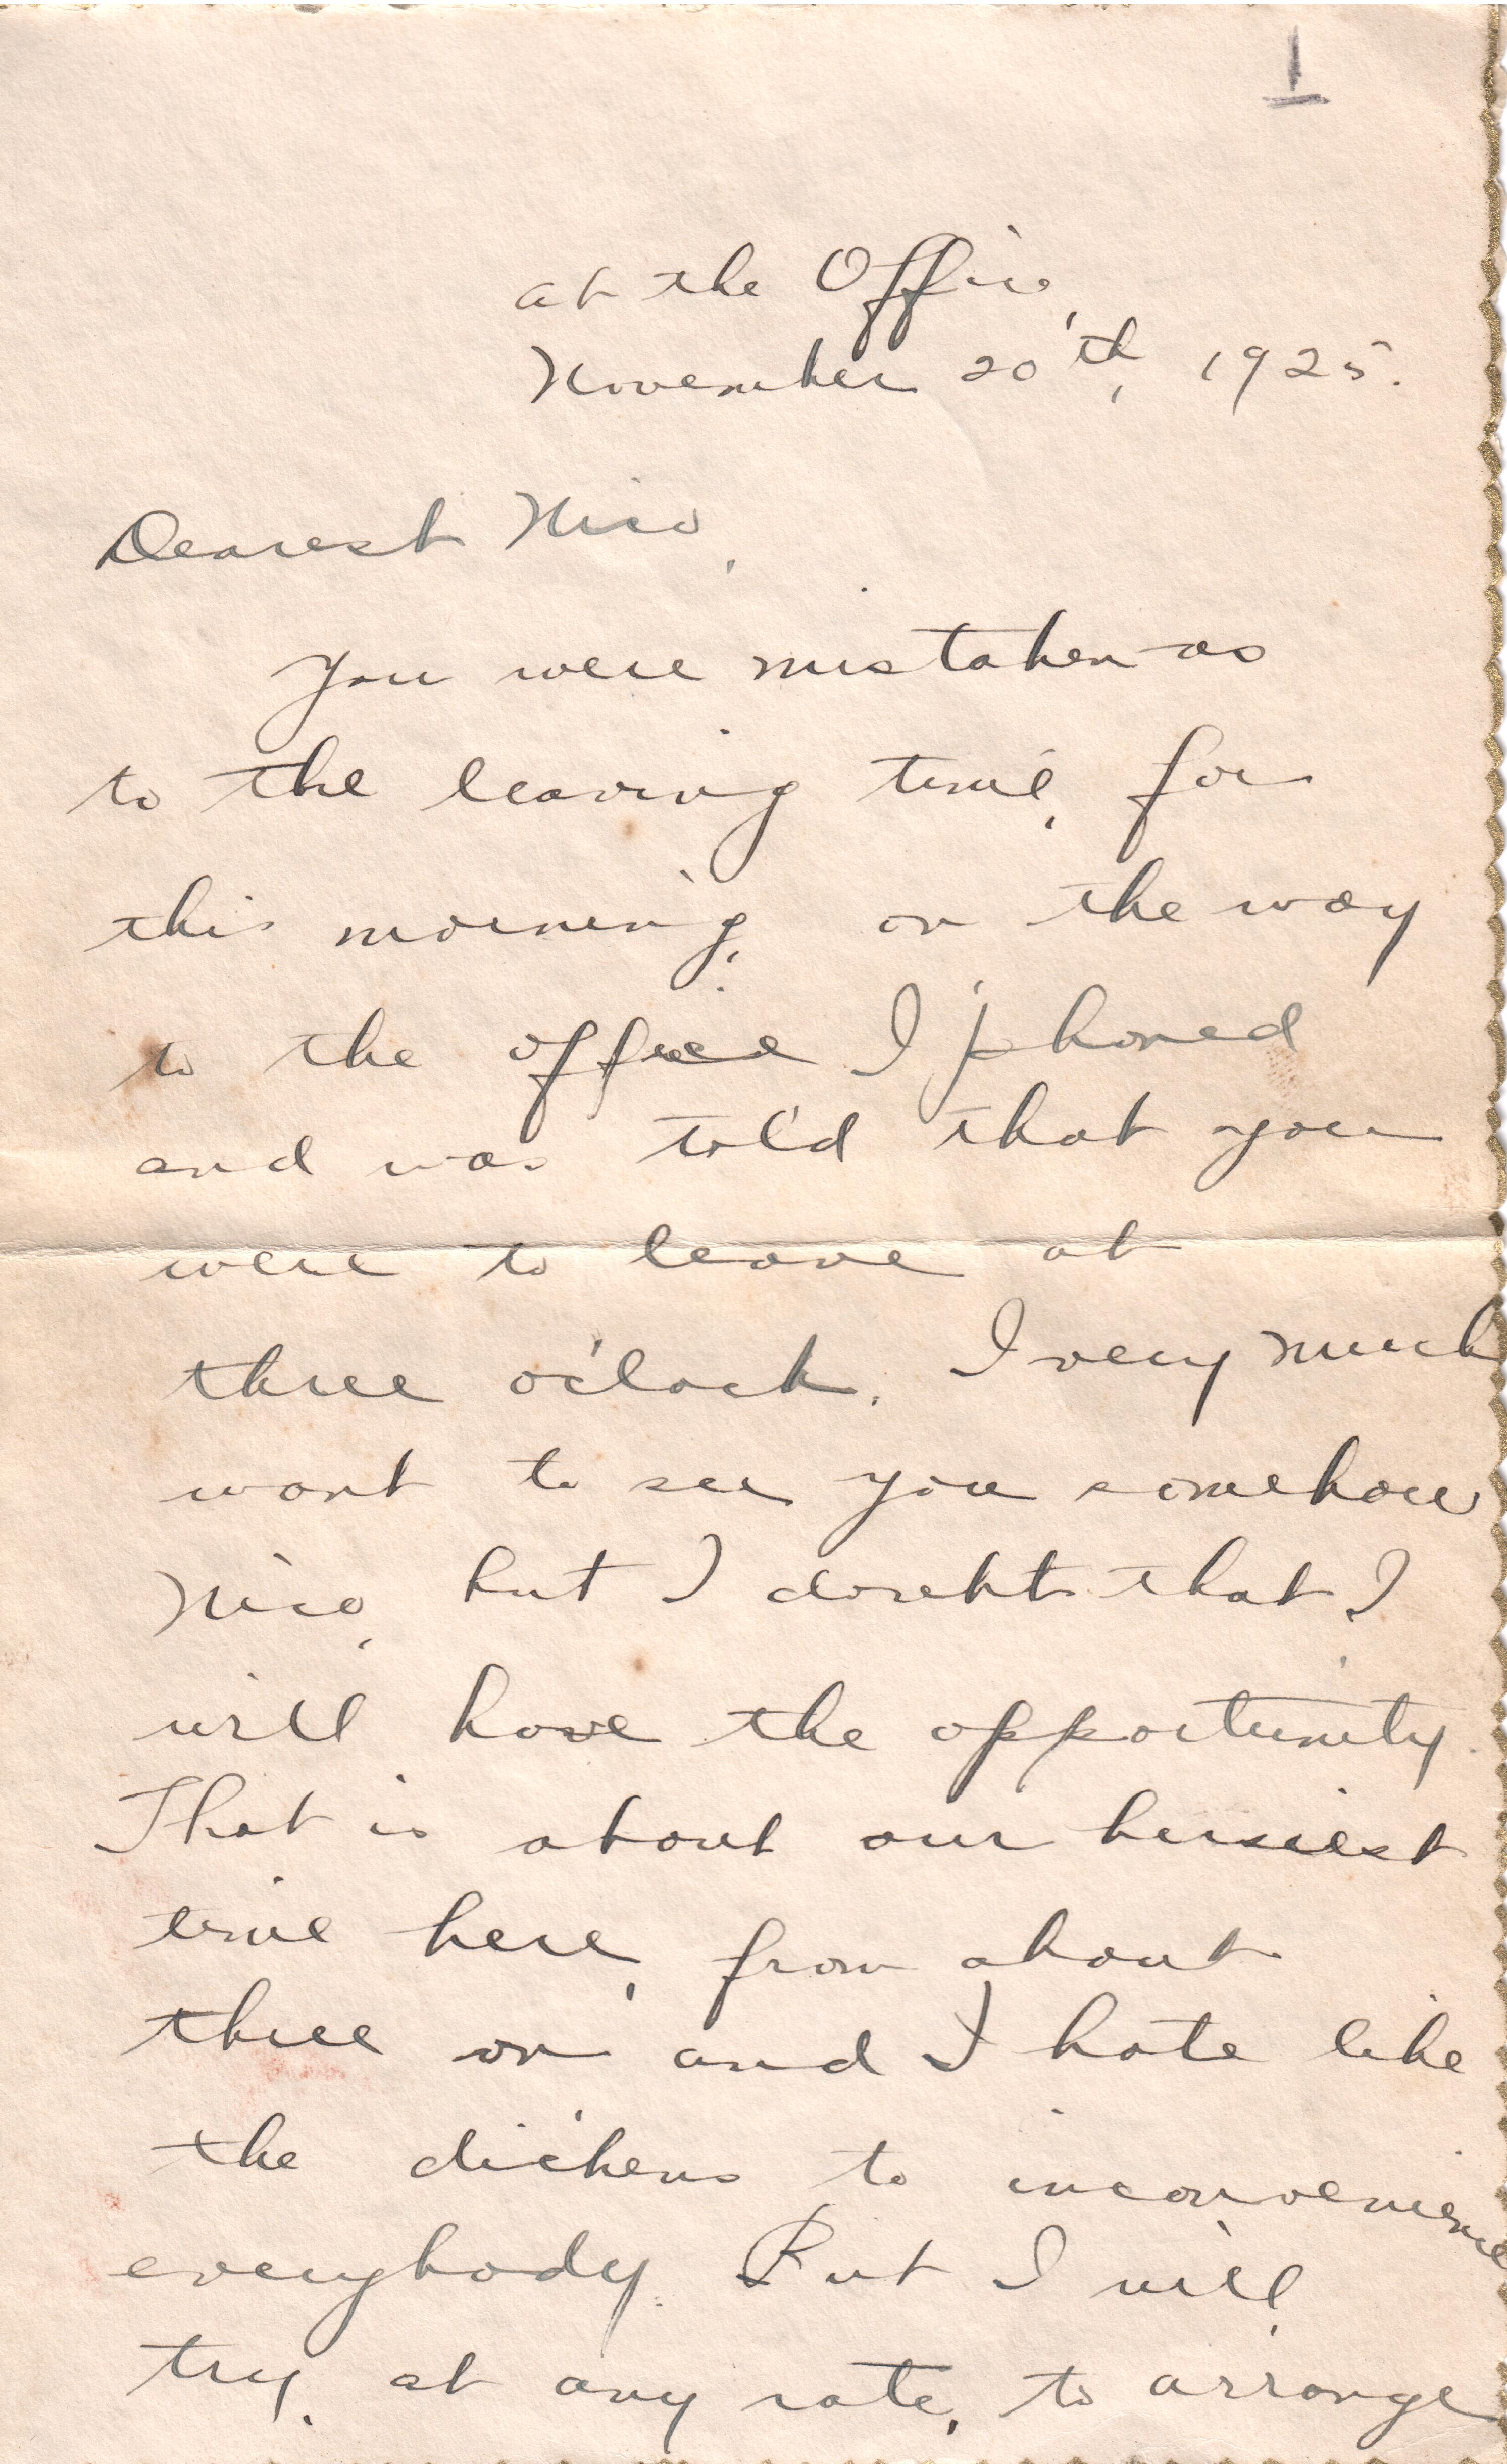 1
at the Office,
November 20th, 1925.
Dearest Nico,
You were mistaken as
to the leaving time, for
this morning, on the way
to the office I 'phoned
and was told that you
were to leave at
three o'clock. I very much
want to see you somehow
Nico, but I doubt that I
will have the opportunity.
That is about our busiest
time here, from about
three on and I hate like
the dickens to inconvenience
everybody. But I will,
try, at any rate, to arrange